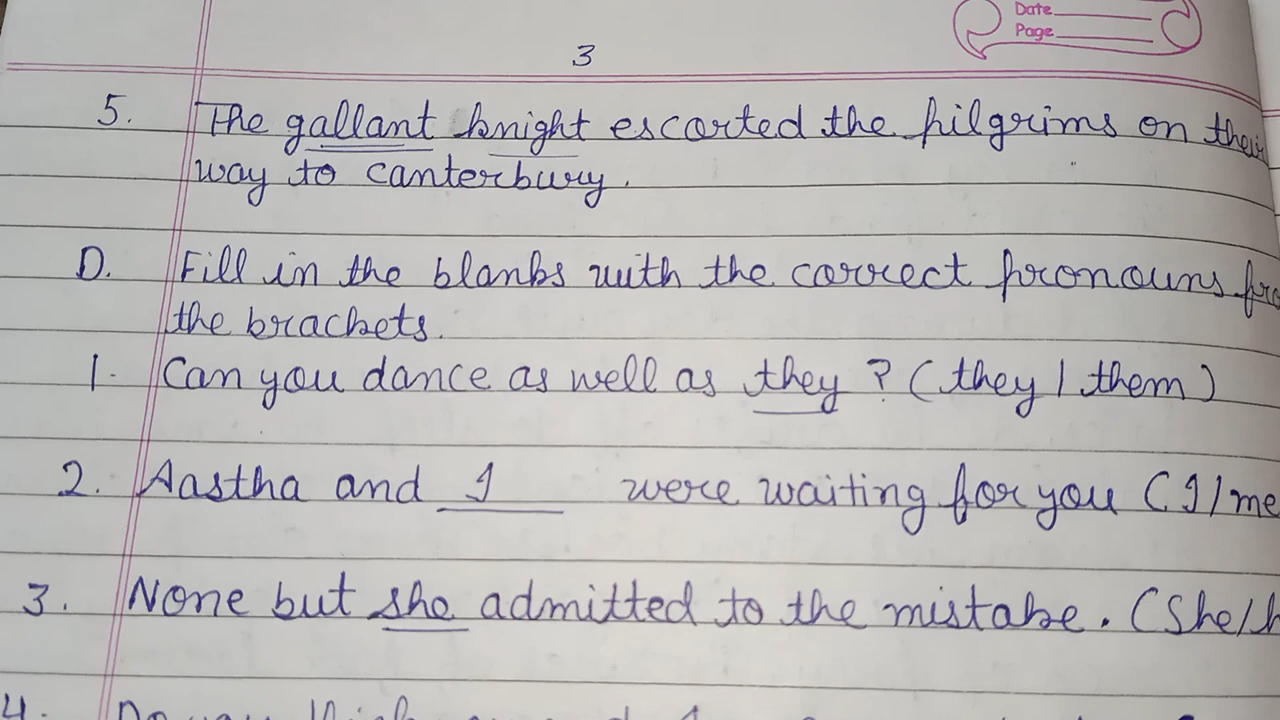 Date
Page
3
5. The gallant knight escorted the pilgrims on their
way to canterbury.
D. Fill in the blanks with the correct pronouns
the brackets.
1. Can you dance as well as they ? ( they / them )
2. Aastha and I were waiting for you ( I / me
3. None but she admitted to the mistake. ( She /
4.